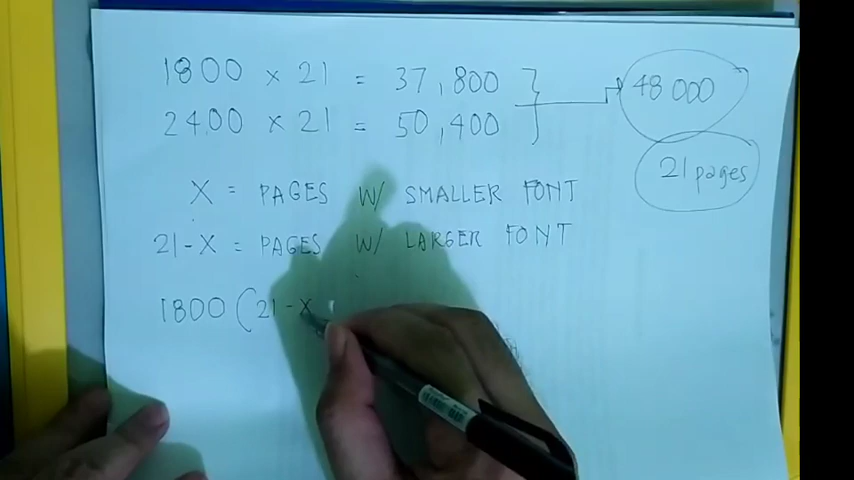 1800 x 21 = 37,800
2400 x 21 = 50,400
48 000
21 pages
X = PAGES W/ SMALLER FONT
21-X = PAGES W/ LARGER FONT
1800 (21-X